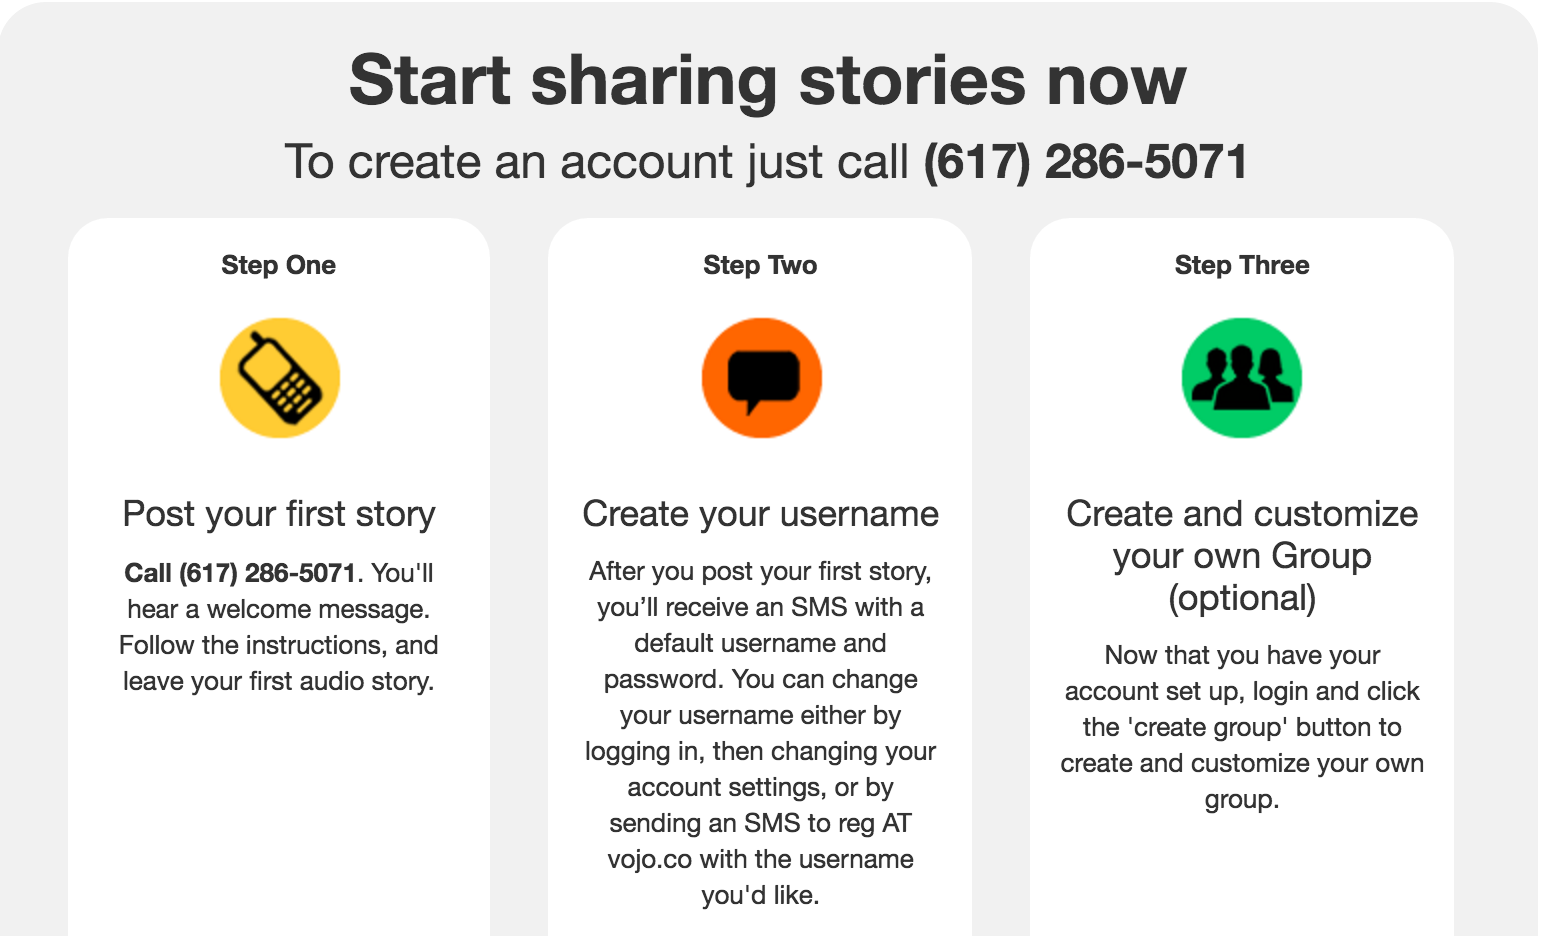 Start sharing stories now
To create an account just call (617) 286-5071
Step One
Post your first story
Call (617) 286-5071. You'll
hear a welcome message.
Follow the instructions, and
leave your first audio story.
Step Two
Create your username
After you post your first story,
you’ll receive an SMS with a
default username and
password. You can change
your username either by
logging in, then changing your
account settings, or by
sending an SMS to reg AT
vojo.co with the username
you'd like.
Step Three
Create and customize
your own Group
(optional)
Now that you have your
account set up, login and click
the 'create group' button to
create and customize your own
group.